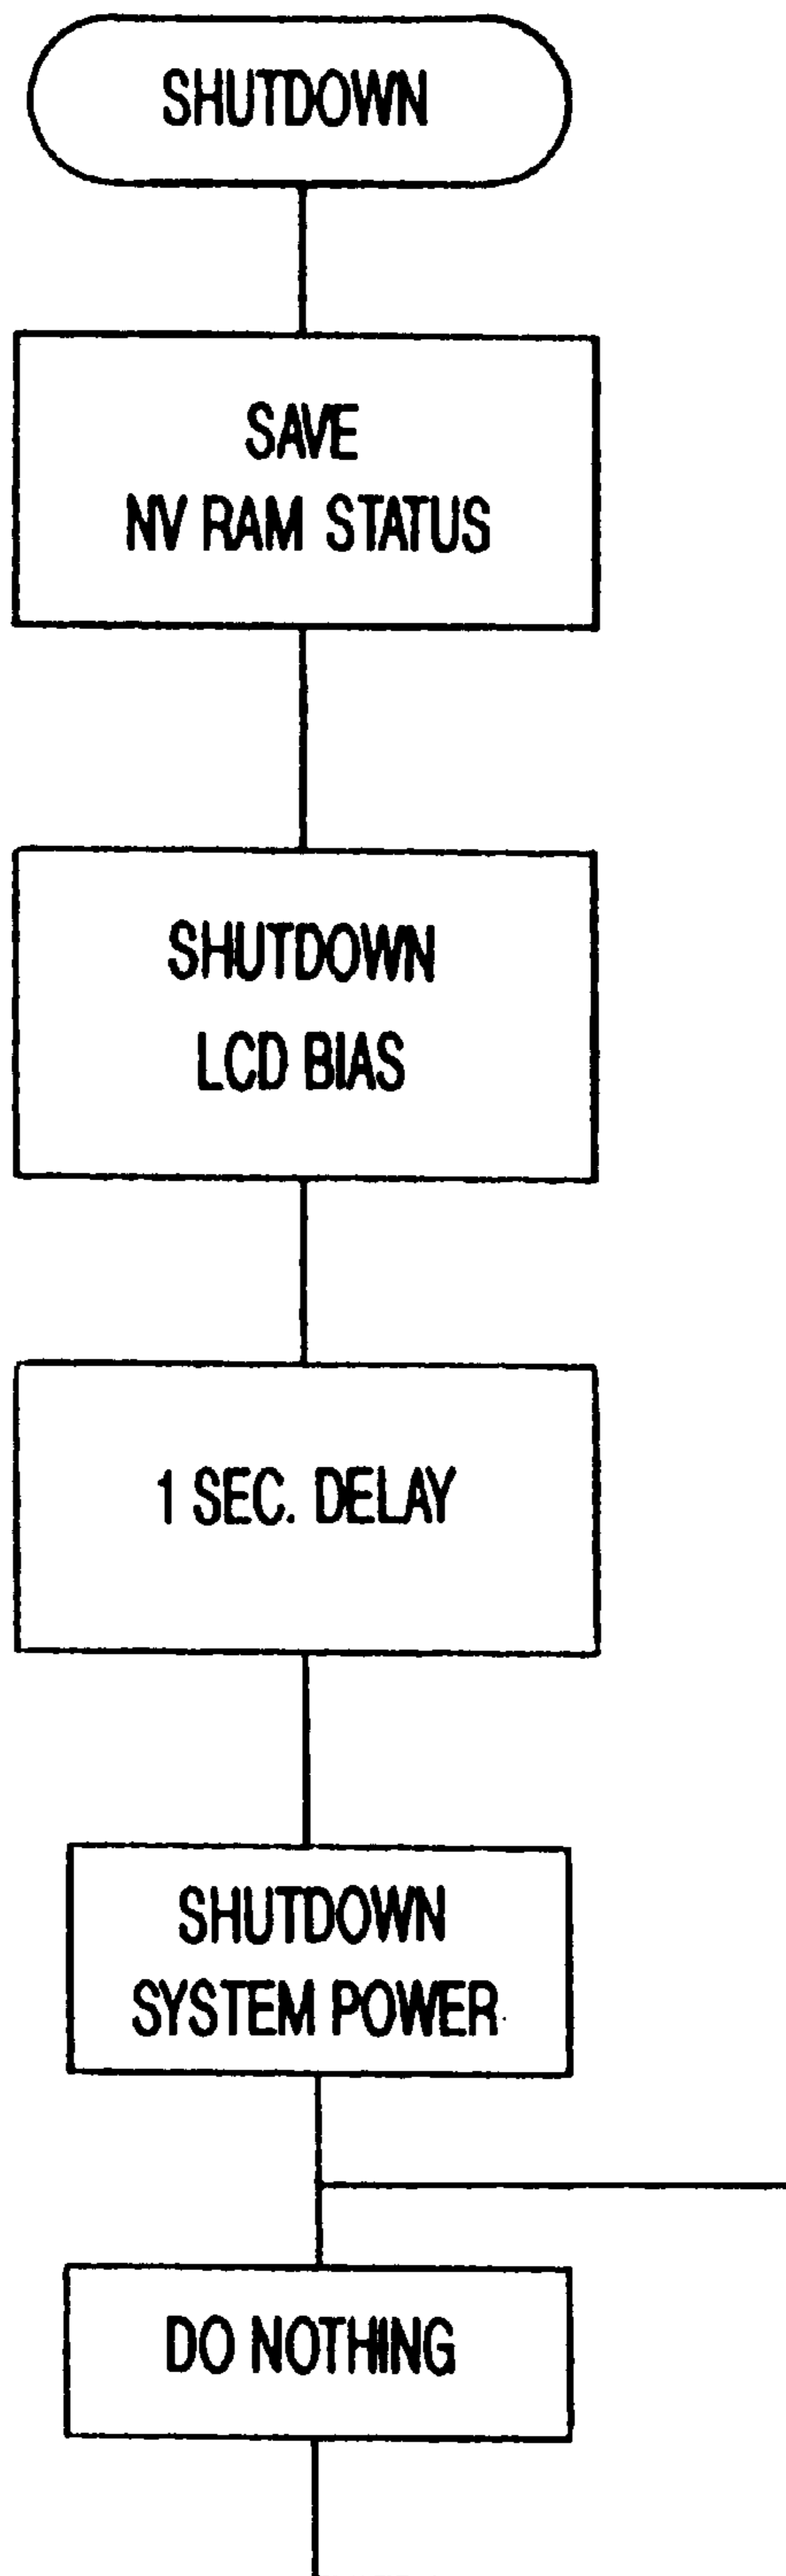 SHUTDOWN
SAVE
NV RAM STATUS
SHUTDOWN
LCD BIAS
1 SEC. DELAY
SHUTDOWN
SYSTEM POWER
DO NOTHING